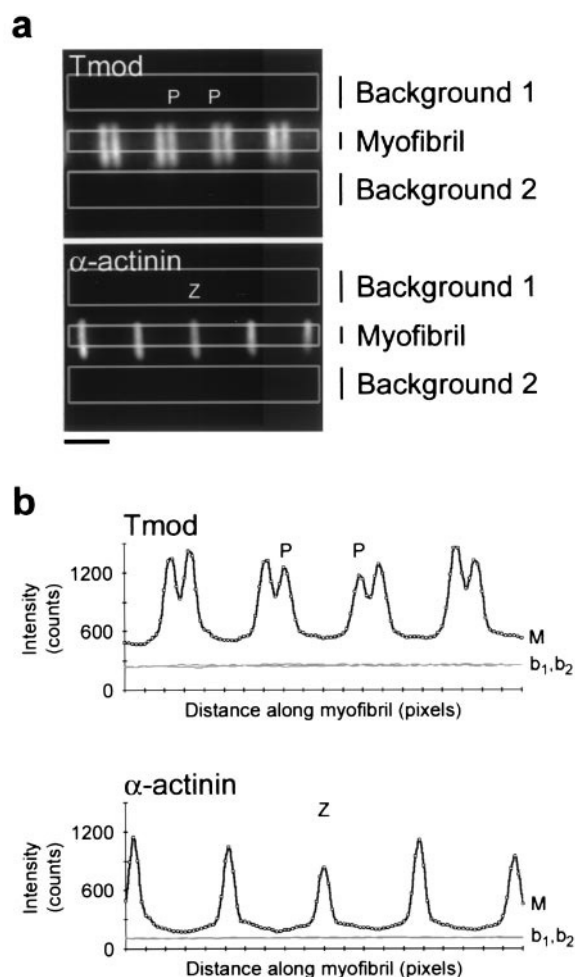 a
Tmod
P P
Background 1
Myofibril
Background 2
α-actinin
Z
Background 1
Myofibril
Background 2
b
Tmod
P P
1200
600
0
Intensity
(counts)
M
b₁,b₂
Distance along myofibril (pixels)
α-actinin
Z
1200
600
0
Intensity
(counts)
M
b₁,b₂
Distance along myofibril (pixels)